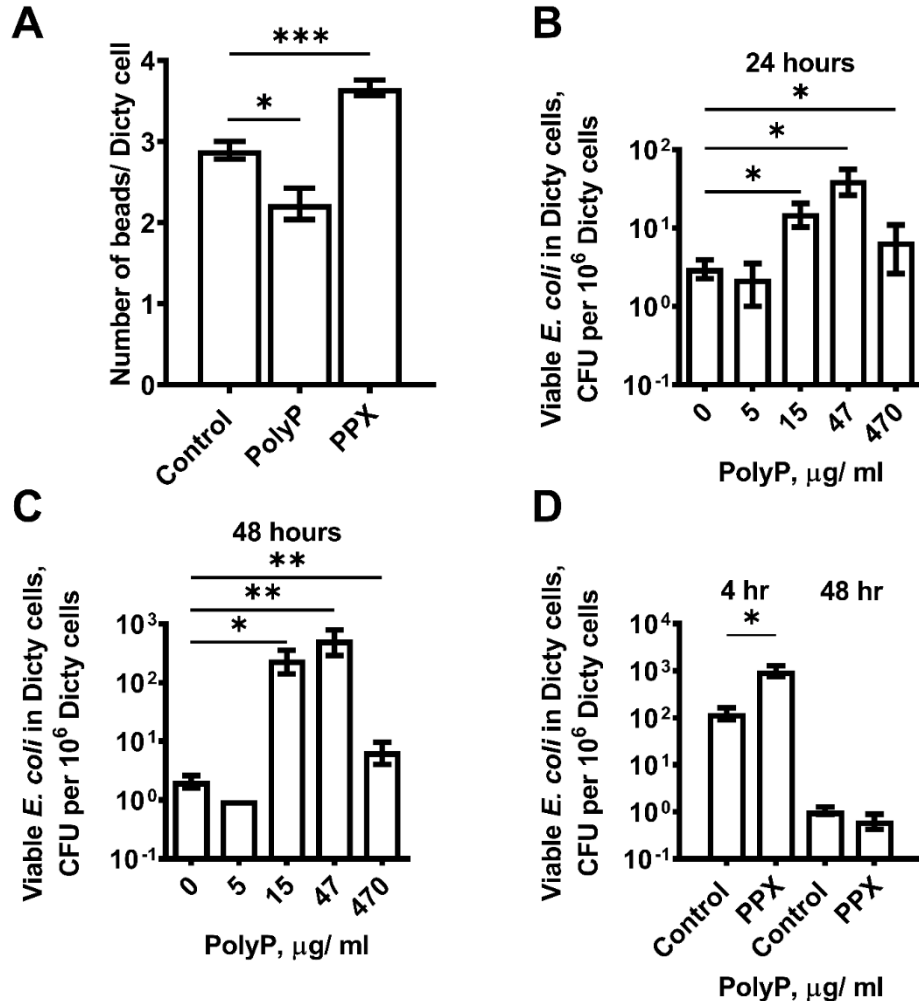 A
Number of beads/ Dicty cell
4
3
2
1
0
***
*
Control
PolyP
PPX
B
24 hours
Viable E. coli in Dicty cells,
CFU per 10⁶ Dicty cells
10²
10¹
10⁰
10⁻¹
*
*
*
0
5
15
47
470
PolyP, μg/ ml
C
48 hours
Viable E. coli in Dicty cells,
CFU per 10⁶ Dicty cells
10³
10²
10¹
10⁰
10⁻¹
**
**
*
0
5
15
47
470
PolyP, μg/ ml
D
4 hr
48 hr
Viable E. coli in Dicty cells,
CFU per 10⁶ Dicty cells
10⁴
10³
10²
10¹
10⁰
10⁻¹
*
Control
PPX
Control
PPX
PolyP, μg/ ml